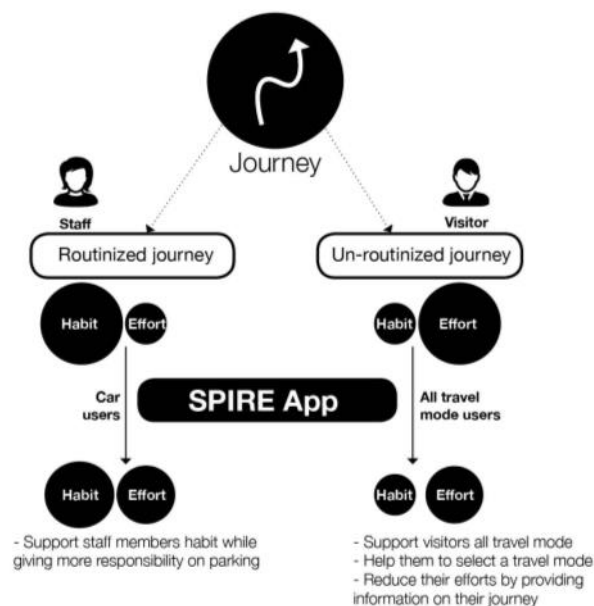 Journey
Staff
Visitor
Routinized journey
Un-routinized journey
Habit
Effort
Habit
Effort
Car
users
SPIRE App
All travel
mode users
Habit
Effort
Habit
Effort
- Support staff members habit while
giving more responsibility on parking
- Support visitors all travel mode
- Help them to select a travel mode
- Reduce their efforts by providing
information on their journey